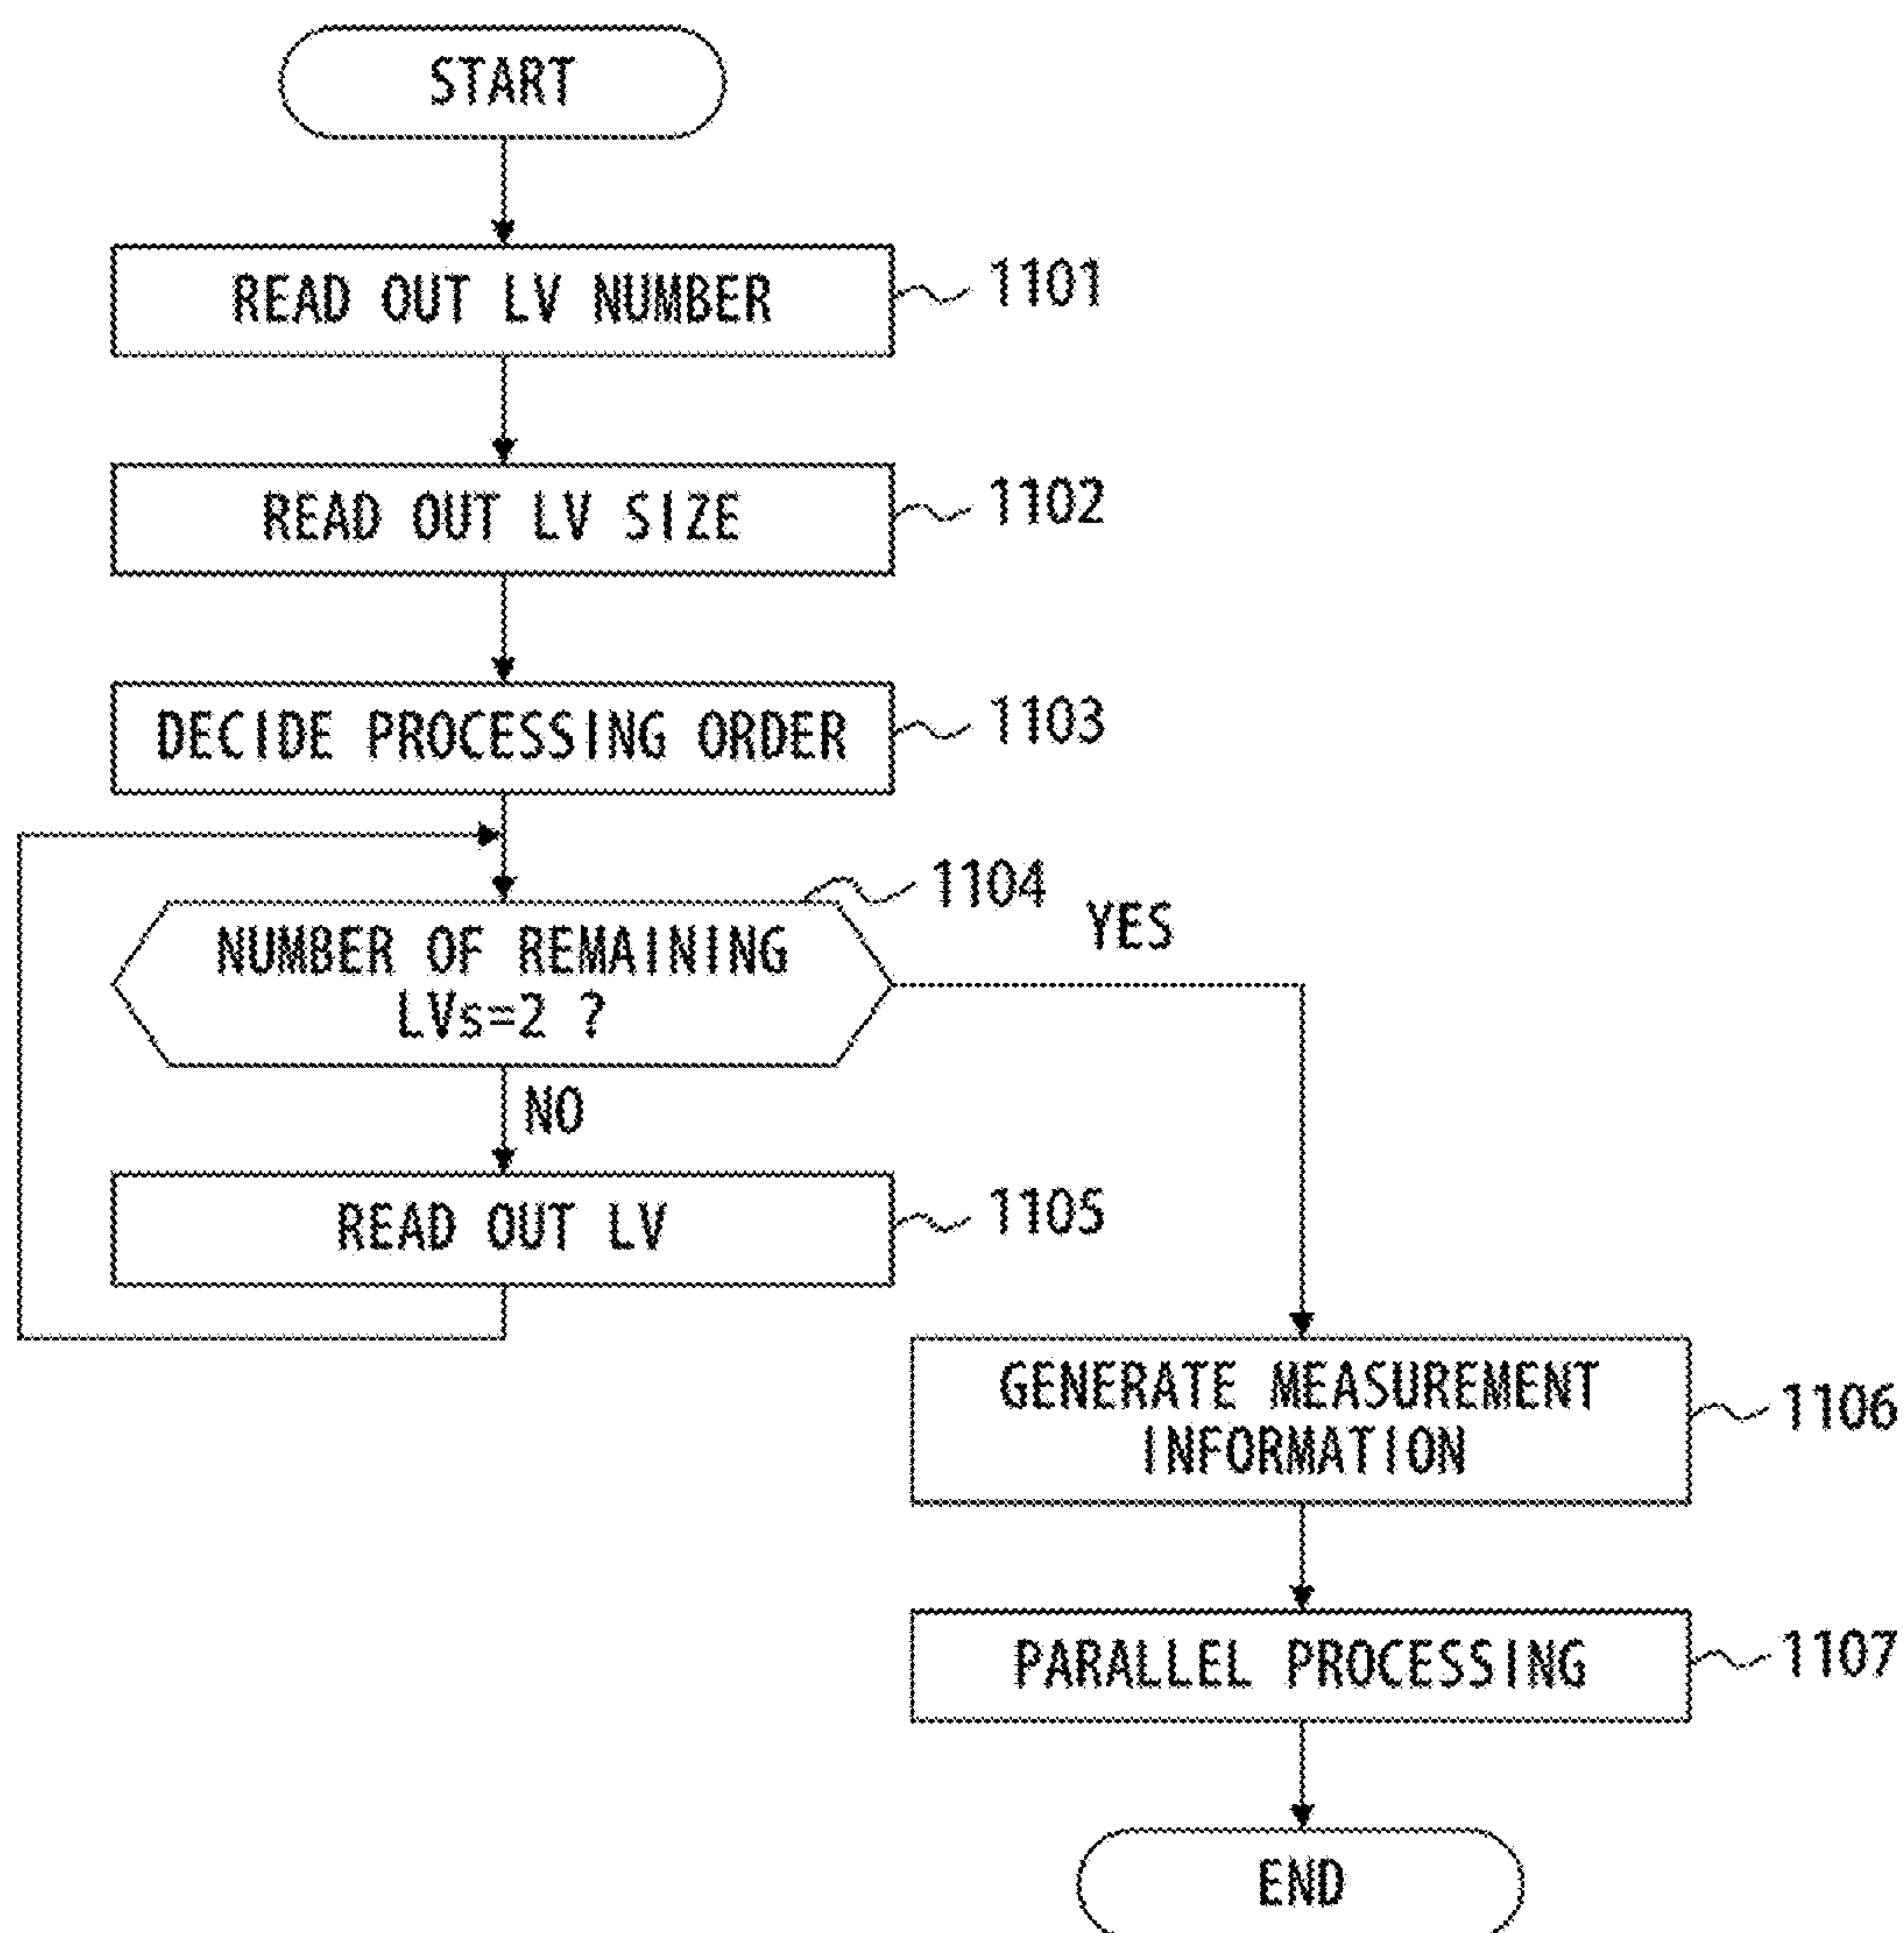 START
READ OUT LV NUMBER
1101
READ OUT LV SIZE
1102
DECIDE PROCESSING ORDER
1103
1104
NUMBER OF REMAINING
LVs=2 ?
YES
NO
READ OUT LV
1105
GENERATE MEASUREMENT
INFORMATION
1106
PARALLEL PROCESSING
1107
END